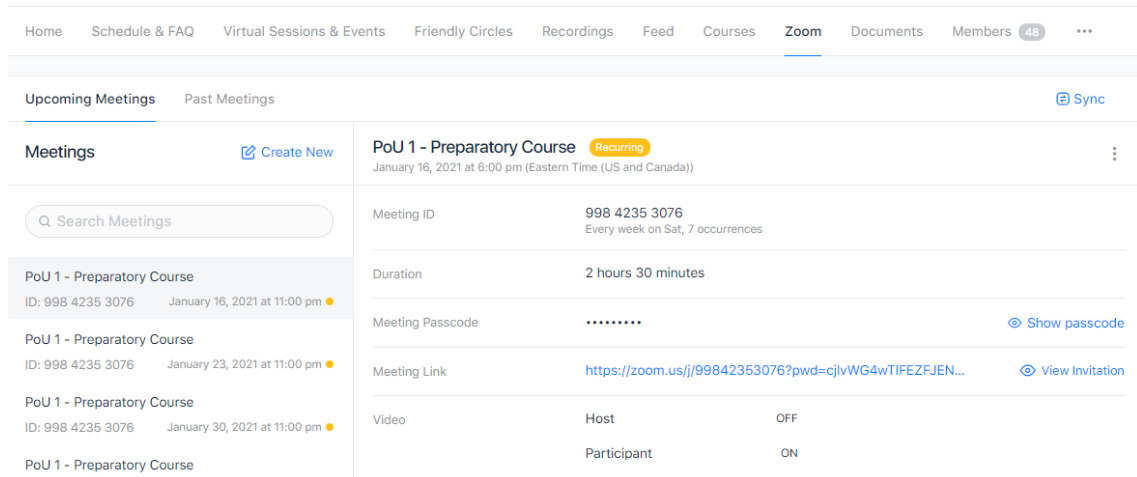 Home Schedule & FAQ Virtual Sessions & Events Friendly Circles Recordings Feed Courses Zoom Documents Members 48 •••
Upcoming Meetings Past Meetings Sync
Meetings Create New
Search Meetings
PoU 1 - Preparatory Course
ID: 998 4235 3076 January 16, 2021 at 11:00 pm
PoU 1 - Preparatory Course
ID: 998 4235 3076 January 23, 2021 at 11:00 pm
PoU 1 - Preparatory Course
ID: 998 4235 3076 January 30, 2021 at 11:00 pm
PoU 1 - Preparatory Course
PoU 1 - Preparatory Course Recurring
January 16, 2021 at 6:00 pm (Eastern Time (US and Canada))
Meeting ID 998 4235 3076
Every week on Sat, 7 occurrences
Duration 2 hours 30 minutes
Meeting Passcode ••••••••• Show passcode
Meeting Link https://zoom.us/j/99842353076?pwd=cjlvWG4wTlFEZFJEN... View Invitation
Video Host OFF
Participant ON